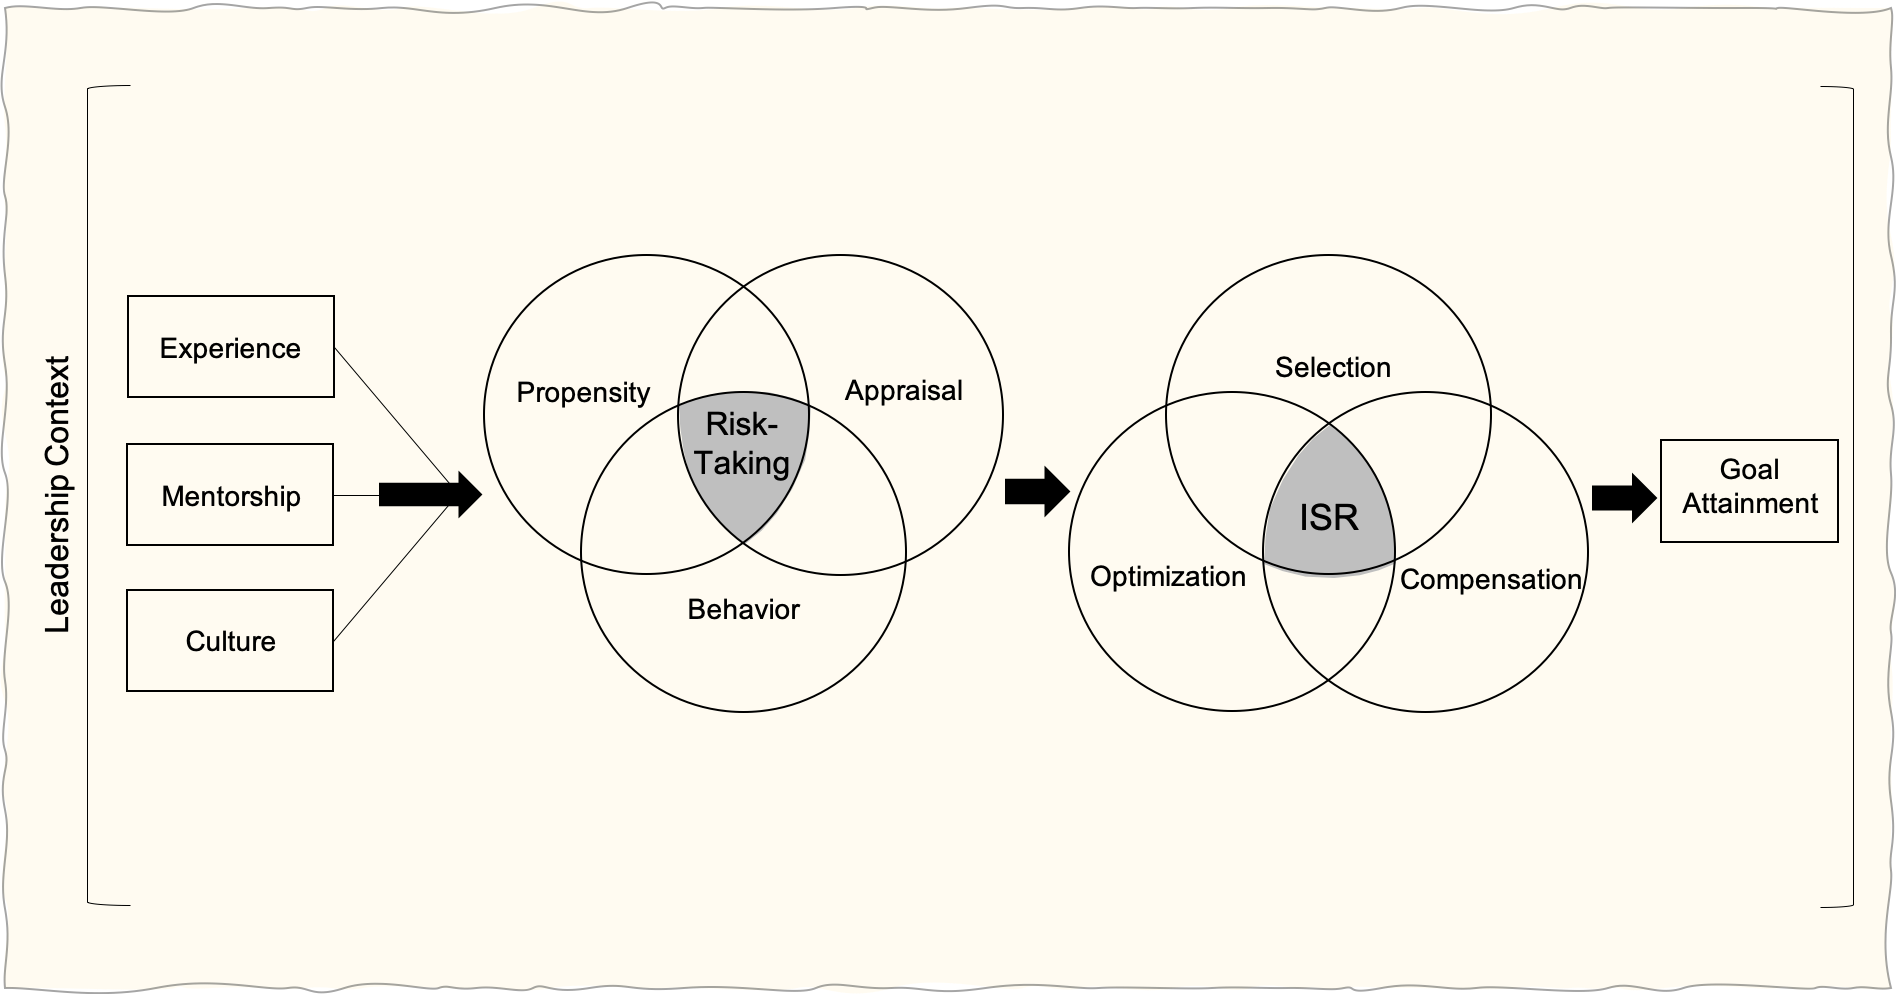 Leadership Context
Experience
Mentorship
Culture
Propensity
Appraisal
Risk-
Taking
Behavior
Selection
ISR
Optimization
Compensation
Goal
Attainment